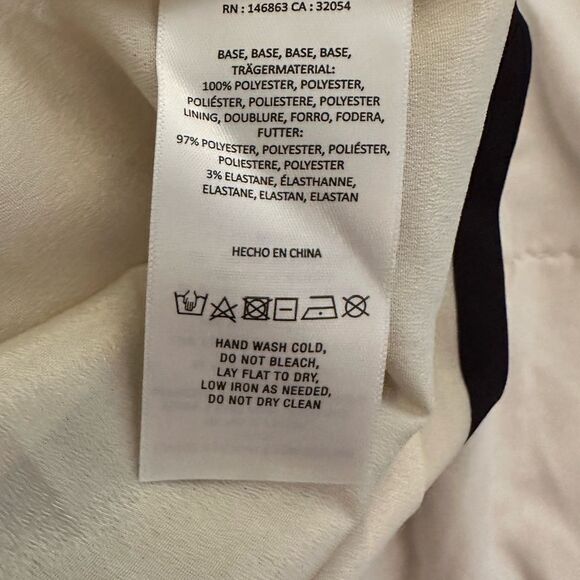 RN : 146863 CA : 32054
BASE, BASE, BASE, BASE,
TRÄGERMATERIAL:
100% POLYESTER, POLYESTER,
POLIÉSTER, POLIESTERE, POLYESTER
LINING, DOUBLURE, FORRO, FODERA,
FUTTER:
97% POLYESTER, POLYESTER, POLIÉSTER,
POLIESTERE, POLYESTER
3% ELASTANE, ÉLASTHANNE,
ELASTANE, ELASTAN, ELASTAN
HECHO EN CHINA
HAND WASH COLD,
DO NOT BLEACH,
LAY FLAT TO DRY,
LOW IRON AS NEEDED,
DO NOT DRY CLEAN